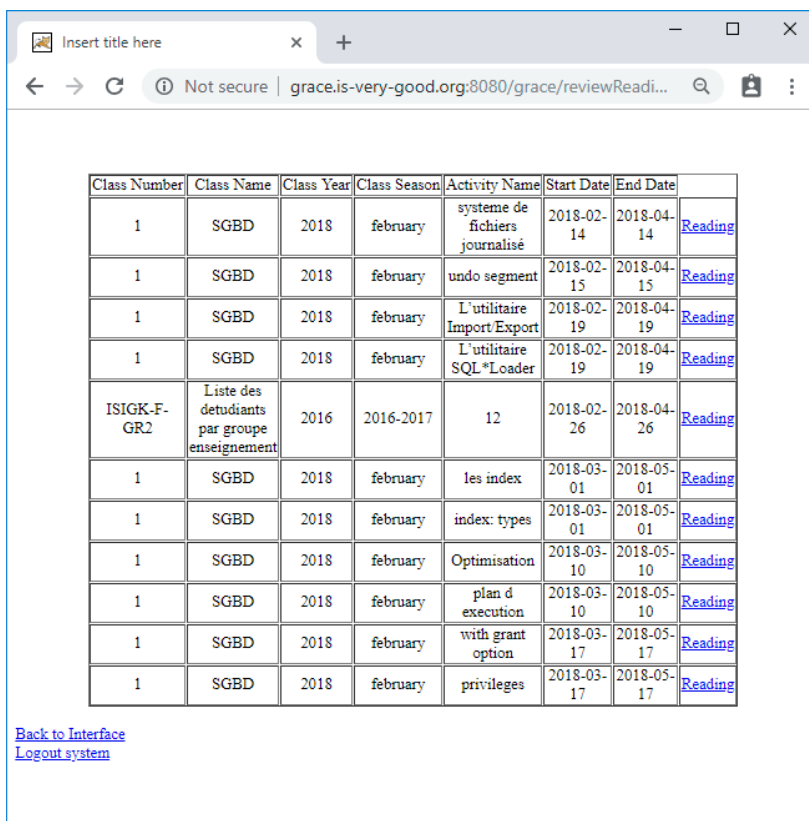 Insert title here
Not secure | grace.is-very-good.org:8080/grace/reviewReadi...
Class Number Class Name Class Year Class Season Activity Name Start Date End Date
1 SGBD 2018 february systeme de fichiers journalisé 2018-02-14 2018-04-14 Reading
1 SGBD 2018 february undo segment 2018-02-15 2018-04-15 Reading
1 SGBD 2018 february L'utilitaire Import/Export 2018-02-19 2018-04-19 Reading
1 SGBD 2018 february L'utilitaire SQL*Loader 2018-02-19 2018-04-19 Reading
ISIGK-F-GR2 Liste des detudiants par groupe enseignement 2016 2016-2017 12 2018-02-26 2018-04-26 Reading
1 SGBD 2018 february les index 2018-03-01 2018-05-01 Reading
1 SGBD 2018 february index: types 2018-03-01 2018-05-01 Reading
1 SGBD 2018 february Optimisation 2018-03-10 2018-05-10 Reading
1 SGBD 2018 february plan d execution 2018-03-10 2018-05-10 Reading
1 SGBD 2018 february with grant option 2018-03-17 2018-05-17 Reading
1 SGBD 2018 february privileges 2018-03-17 2018-05-17 Reading
Back to Interface
Logout system